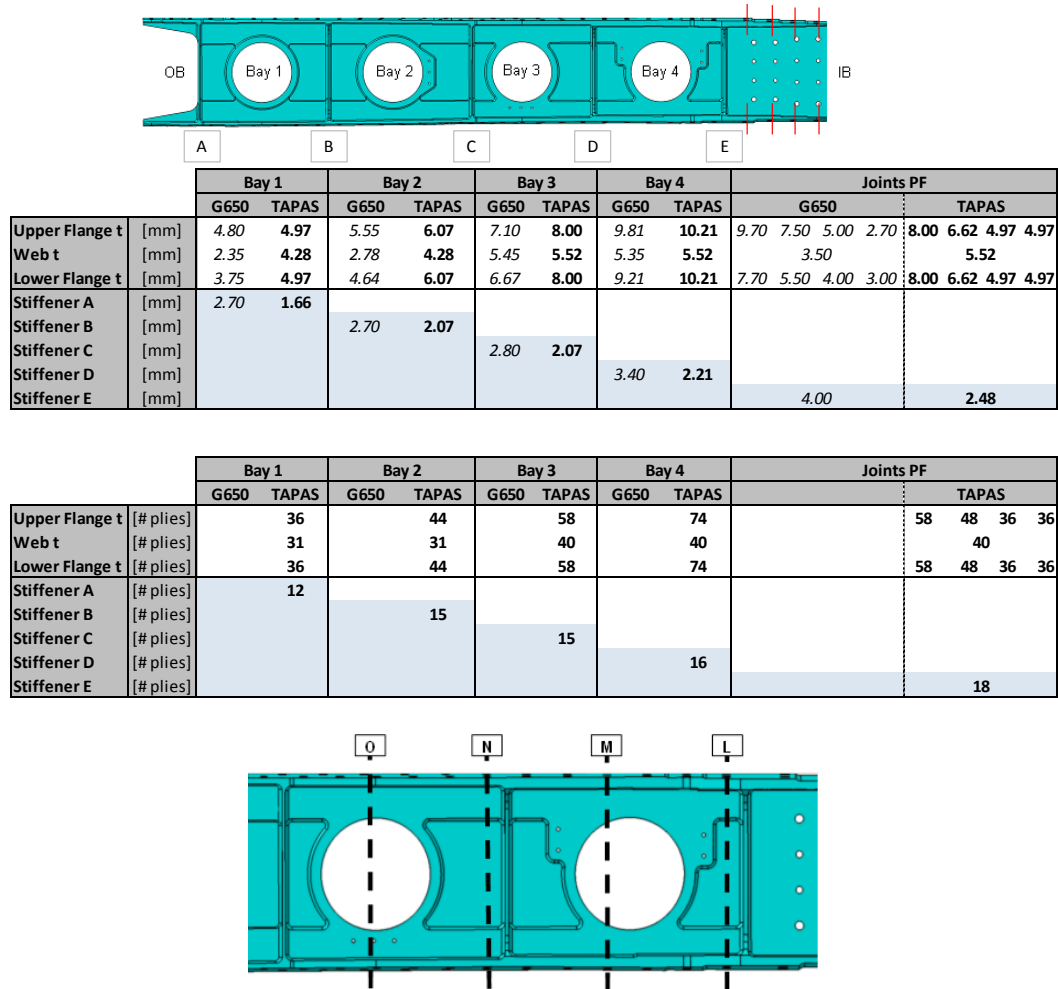 OB Bay 1 Bay 2 Bay 3 Bay 4 IB
A B C D E
Bay 1 Bay 2 Bay 3 Bay 4 Joints PF
G650 TAPAS G650 TAPAS G650 TAPAS G650 TAPAS G650 TAPAS
Upper Flange t [mm] 4.80 4.97 5.55 6.07 7.10 8.00 9.81 10.21 9.70 7.50 5.00 2.70 8.00 6.62 4.97 4.97
Web t [mm] 2.35 4.28 2.78 4.28 5.45 5.52 5.35 5.52 3.50 5.52
Lower Flange t [mm] 3.75 4.97 4.64 6.07 6.67 8.00 9.21 10.21 7.70 5.50 4.00 3.00 8.00 6.62 4.97 4.97
Stiffener A [mm] 2.70 1.66
Stiffener B [mm] 2.70 2.07
Stiffener C [mm] 2.80 2.07
Stiffener D [mm] 3.40 2.21
Stiffener E [mm] 4.00 2.48
Bay 1 Bay 2 Bay 3 Bay 4 Joints PF
G650 TAPAS G650 TAPAS G650 TAPAS G650 TAPAS TAPAS
Upper Flange t [# plies] 36 44 58 74 58 48 36 36
Web t [# plies] 31 31 40 40 40
Lower Flange t [# plies] 36 44 58 74 58 48 36 36
Stiffener A [# plies] 12
Stiffener B [# plies] 15
Stiffener C [# plies] 15
Stiffener D [# plies] 16
Stiffener E [# plies] 18
O N M L